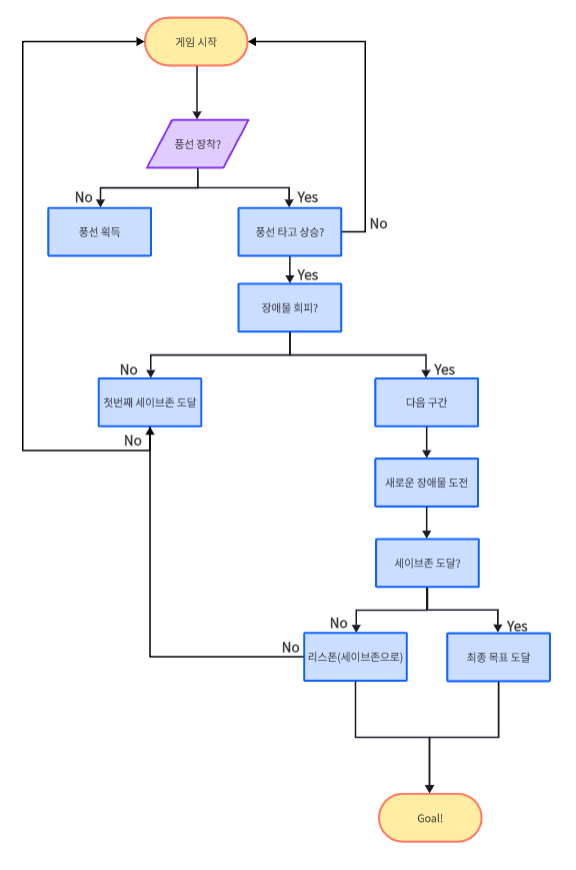 게임 시작
풍선 장착?
No
Yes
풍선 획득
풍선 타고 상승?
No
Yes
장애물 회피?
No
Yes
첫번째 세이브존 도달
다음 구간
No
새로운 장애물 도전
세이브존 도달?
No
Yes
No
리스폰(세이브존으로)
최종 목표 도달
Goal!